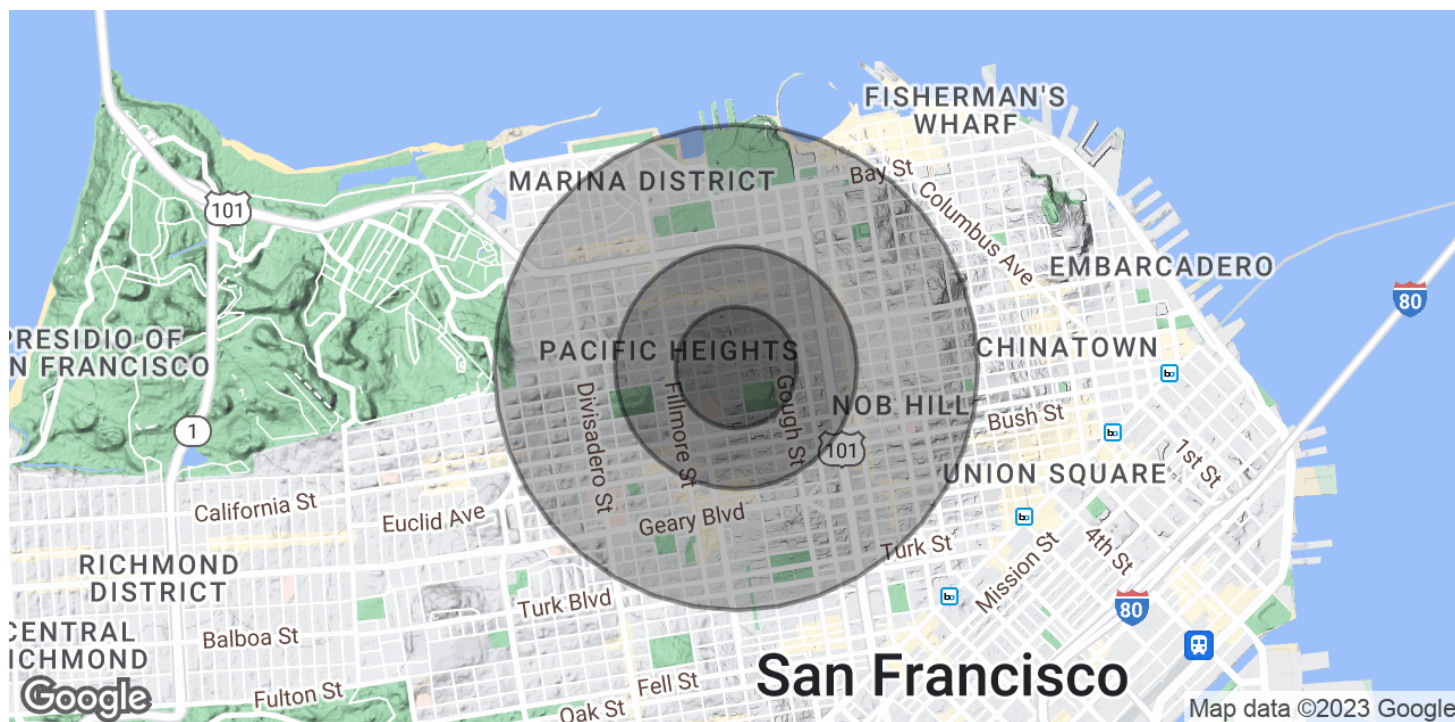 FISHERMAN'S
WHARF
MARINA DISTRICT
Bay St
101
Columbus Ave
EMBARCADERO
80
PRESIDIO OF
N FRANCISCO
PACIFIC HEIGHTS
CHINATOWN
Divisadero St
Fillmore St
Gough St
NOB HILL
Bush St
1
101
UNION SQUARE
1st St
California St
Euclid Ave
Geary Blvd
Turk St
4th St
Mission St
RICHMOND
DISTRICT
Turk Blvd
80
CENTRAL
RICHMOND
Balboa St
San Francisco
Fell St
Fulton St
Oak St
Google
Map data ©2023 Google